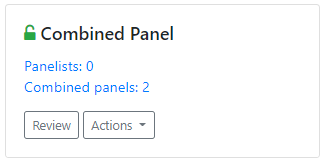 Combined Panel
Panelists: 0
Combined panels: 2
Review Actions